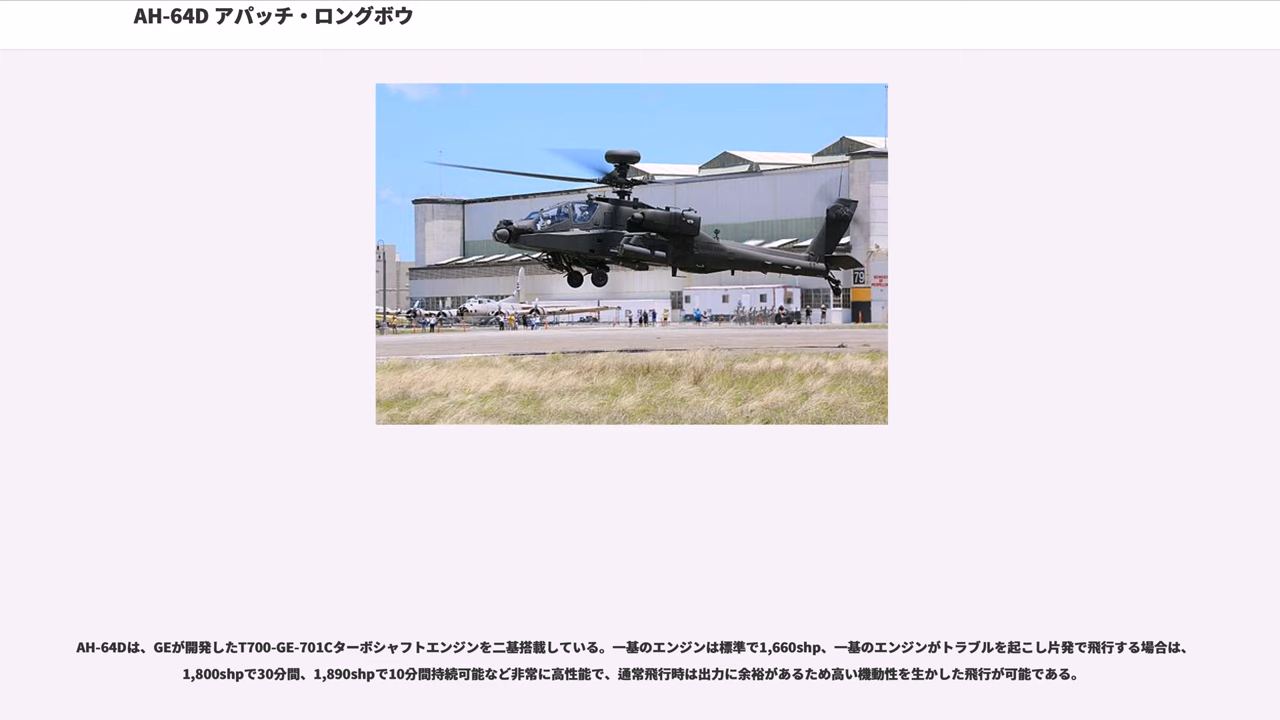 AH-64D アパッチ・ロングボウ
79
AH-64Dは、GEが開発したT700-GE-701Cターボシャフトエンジンを二基搭載している。一基のエンジンは標準で1,660shp、一基のエンジンがトラブルを起こし片発で飛行する場合は、
1,800shpで30分間、1,890shpで10分間持続可能など非常に高性能で、通常飛行時は出力に余裕があるため高い機動性を生かした飛行が可能である。